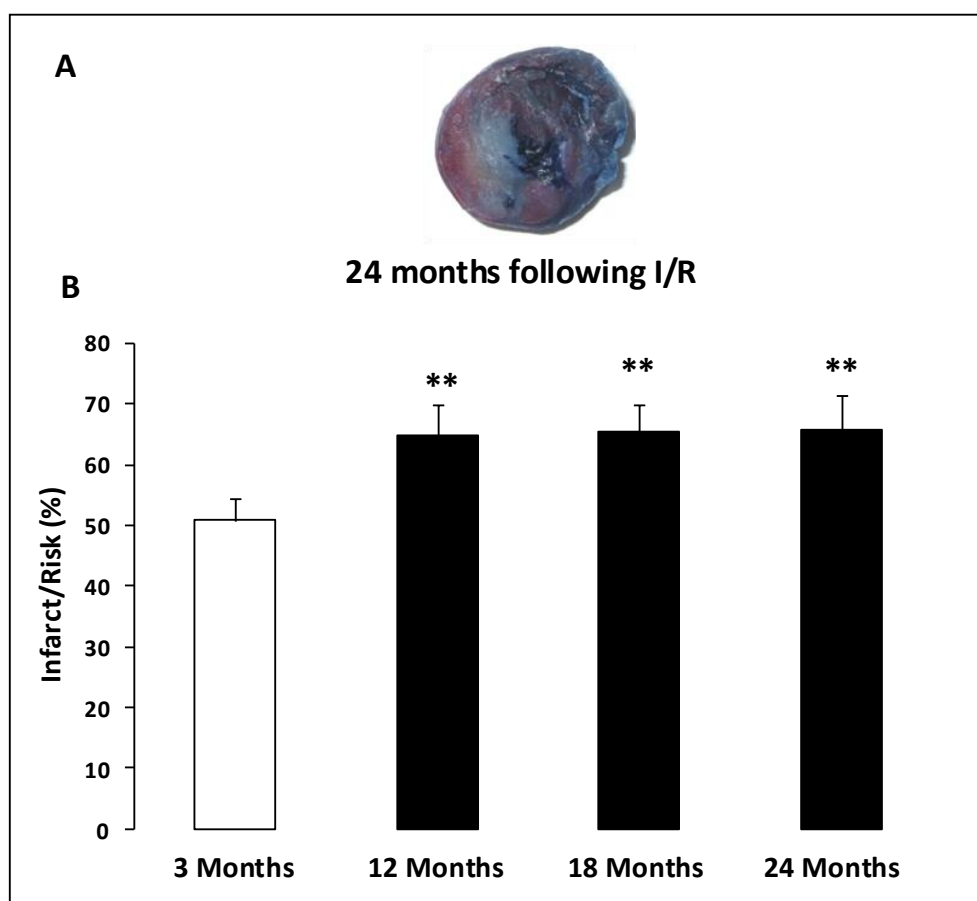 A
24 months following I/R
B
Infarct/Risk (%)
80
70
60
50
40
30
20
10
0
**
**
**
3 Months
12 Months
18 Months
24 Months